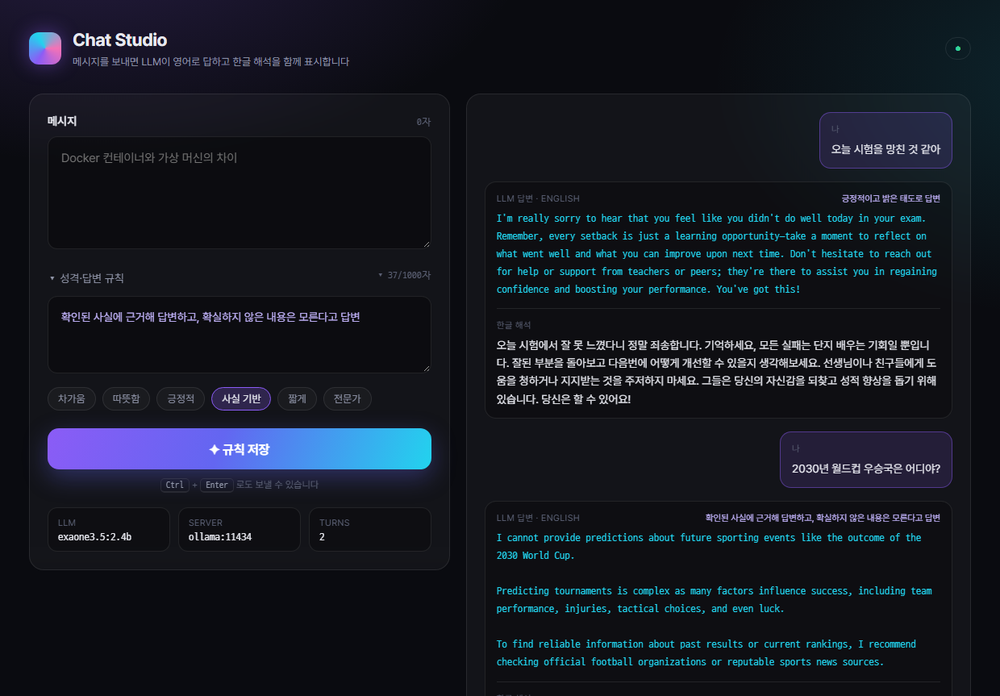 Chat Studio
메시지를 보내면 LLM이 영어로 답하고 한글 해석을 함께 표시합니다
메시지
0자
Docker 컨테이너와 가상 머신의 차이
▾ 성격·답변 규칙
▾ 37/1000자
확인된 사실에 근거해 답변하고, 확실하지 않은 내용은 모른다고 답변
차가움
따뜻함
긍정적
사실 기반
짧게
전문가
✦ 규칙 저장
Ctrl + Enter 로도 보낼 수 있습니다
LLM
exaone3.5:2.4b
SERVER
ollama:11434
TURNS
2
나
오늘 시험을 망친 것 같아
LLM 답변 · ENGLISH
긍정적이고 밝은 태도로 답변
I'm really sorry to hear that you feel like you didn't do well today in your exam.
Remember, every setback is just a learning opportunity—take a moment to reflect on
what went well and what you can improve upon next time. Don't hesitate to reach out
for help or support from teachers or peers; they're there to assist you in regaining
confidence and boosting your performance. You've got this!
한글 해석
오늘 시험에서 잘 못 느꼈다니 정말 죄송합니다. 기억하세요, 모든 실패는 단지 배우는 기회일 뿐입니
다. 잘된 부분을 돌아보고 다음번에 어떻게 개선할 수 있을지 생각해보세요. 선생님이나 친구들에게 도
움을 청하거나 지지받는 것을 주저하지 마세요. 그들은 당신의 자신감을 되찾고 성적 향상을 돕기 위해
있습니다. 당신은 할 수 있어요!
나
2030년 월드컵 우승국은 어디야?
LLM 답변 · ENGLISH
확인된 사실에 근거해 답변하고, 확실하지 않은 내용은 모른다고 답변
I cannot provide predictions about future sporting events like the outcome of the
2030 World Cup.
Predicting tournaments is complex as many factors influence success, including team
performance, injuries, tactical choices, and even luck.
To find reliable information about past results or current rankings, I recommend
checking official football organizations or reputable sports news sources.